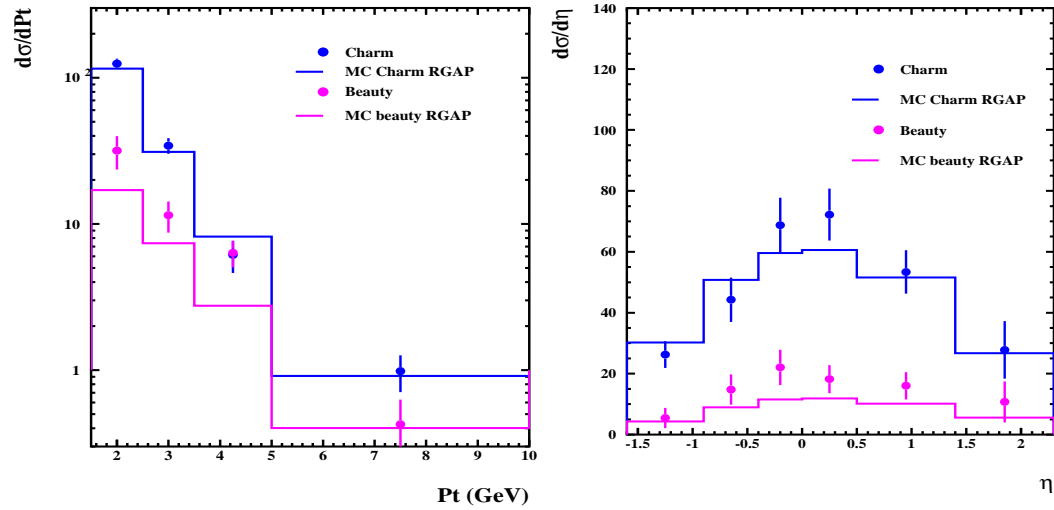 dσ/dPt
Charm
MC Charm RGAP
Beauty
MC beauty RGAP
10²
10
1
2 3 4 5 6 7 8 9 10
Pt (GeV)
dσ/dη
140
120
100
80
60
40
20
0
Charm
MC Charm RGAP
Beauty
MC beauty RGAP
-1.5 -1 -0.5 0 0.5 1 1.5 2
η